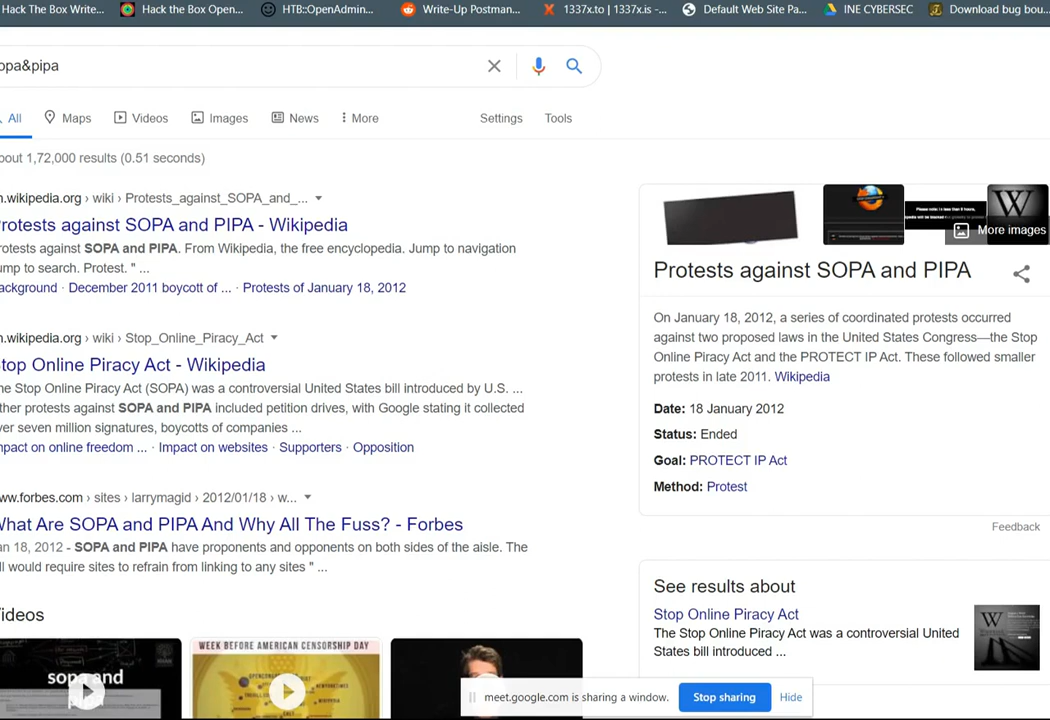 Hack The Box Write... Hack the Box Open... HTB::OpenAdmin... Write-Up Postman... 1337x.to | 1337x.is -... Default Web Site Pa... INE CYBERSEC Download bug bou...
opa&pipa
All Maps Videos Images News More Settings Tools
bout 1,72,000 results (0.51 seconds)
n.wikipedia.org › wiki › Protests_against_SOPA_and_...
rotests against SOPA and PIPA - Wikipedia
rotests against SOPA and PIPA. From Wikipedia, the free encyclopedia. Jump to navigation
ump to search. Protest. " ...
ackground · December 2011 boycott of ... · Protests of January 18, 2012
n.wikipedia.org › wiki › Stop_Online_Piracy_Act
top Online Piracy Act - Wikipedia
he Stop Online Piracy Act (SOPA) was a controversial United States bill introduced by U.S. ...
ther protests against SOPA and PIPA included petition drives, with Google stating it collected
ver seven million signatures, boycotts of companies ...
mpact on online freedom ... · Impact on websites · Supporters · Opposition
ww.forbes.com › sites › larrymagid › 2012/01/18 › w...
What Are SOPA and PIPA And Why All The Fuss? - Forbes
an 18, 2012 - SOPA and PIPA have proponents and opponents on both sides of the aisle. The
ll would require sites to refrain from linking to any sites " ...
ideos
sopa and
WEEK BEFORE AMERICAN CENSORSHIP DAY
W
More images
Protests against SOPA and PIPA
On January 18, 2012, a series of coordinated protests occurred
against two proposed laws in the United States Congress—the Stop
Online Piracy Act and the PROTECT IP Act. These followed smaller
protests in late 2011. Wikipedia
Date: 18 January 2012
Status: Ended
Goal: PROTECT IP Act
Method: Protest
Feedback
See results about
Stop Online Piracy Act
The Stop Online Piracy Act was a controversial United
States bill introduced ...
meet.google.com is sharing a window. Stop sharing Hide